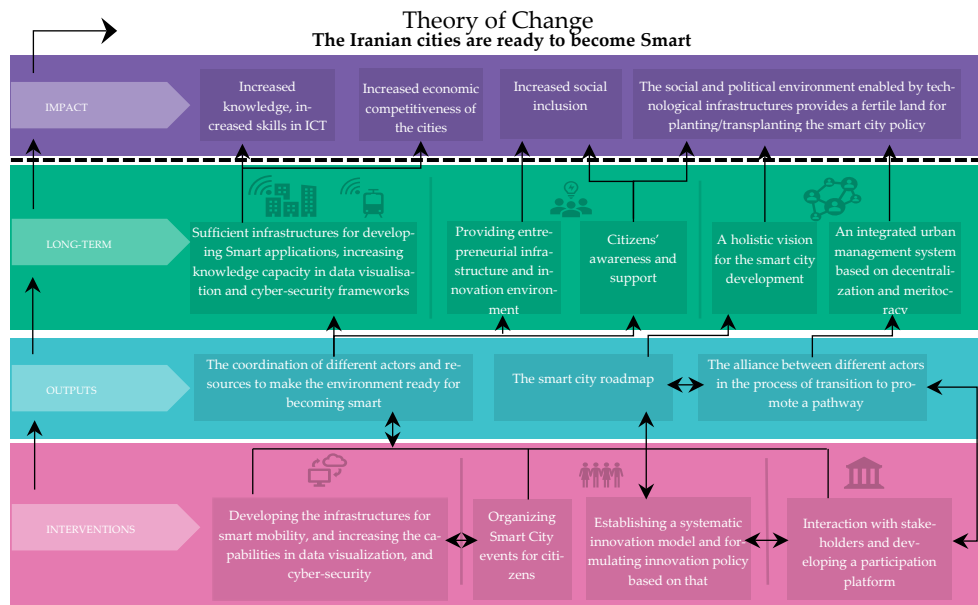 Theory of Change
The Iranian cities are ready to become Smart
IMPACT
Increased
knowledge, in-
creased skills in ICT
Increased economic
competitiveness of
the cities
Increased social
inclusion
The social and political environment enabled by tech-
nological infrastructures provides a fertile land for
planting/transplanting the smart city policy
LONG-TERM
Sufficient infrastructures for develo-
ping Smart applications, increasing
knowledge capacity in data visualisa-
tion and cyber-security frameworks
Providing entre-
preneurial infra-
structure and in-
novation environ-
ment
Citizens'
awareness and
support
A holistic vision
for the smart city
development
An integrated urban
management system
based on decentrali-
zation and meritoc-
racy
OUTPUTS
The coordination of different actors and re-
sources to make the environment ready for
becoming smart
The smart city roadmap
The alliance between different actors
in the process of transition to pro-
mote a pathway
INTERVENTIONS
Developing the infrastructures for
smart mobility, and increasing the ca-
pabilities in data visualization, and
cyber-security
Organizing
Smart City
events for citi-
zens
Establishing a systematic
innovation model and for-
mulating innovation policy
based on that
Interaction with stake-
holders and deve-
loping a participation
platform